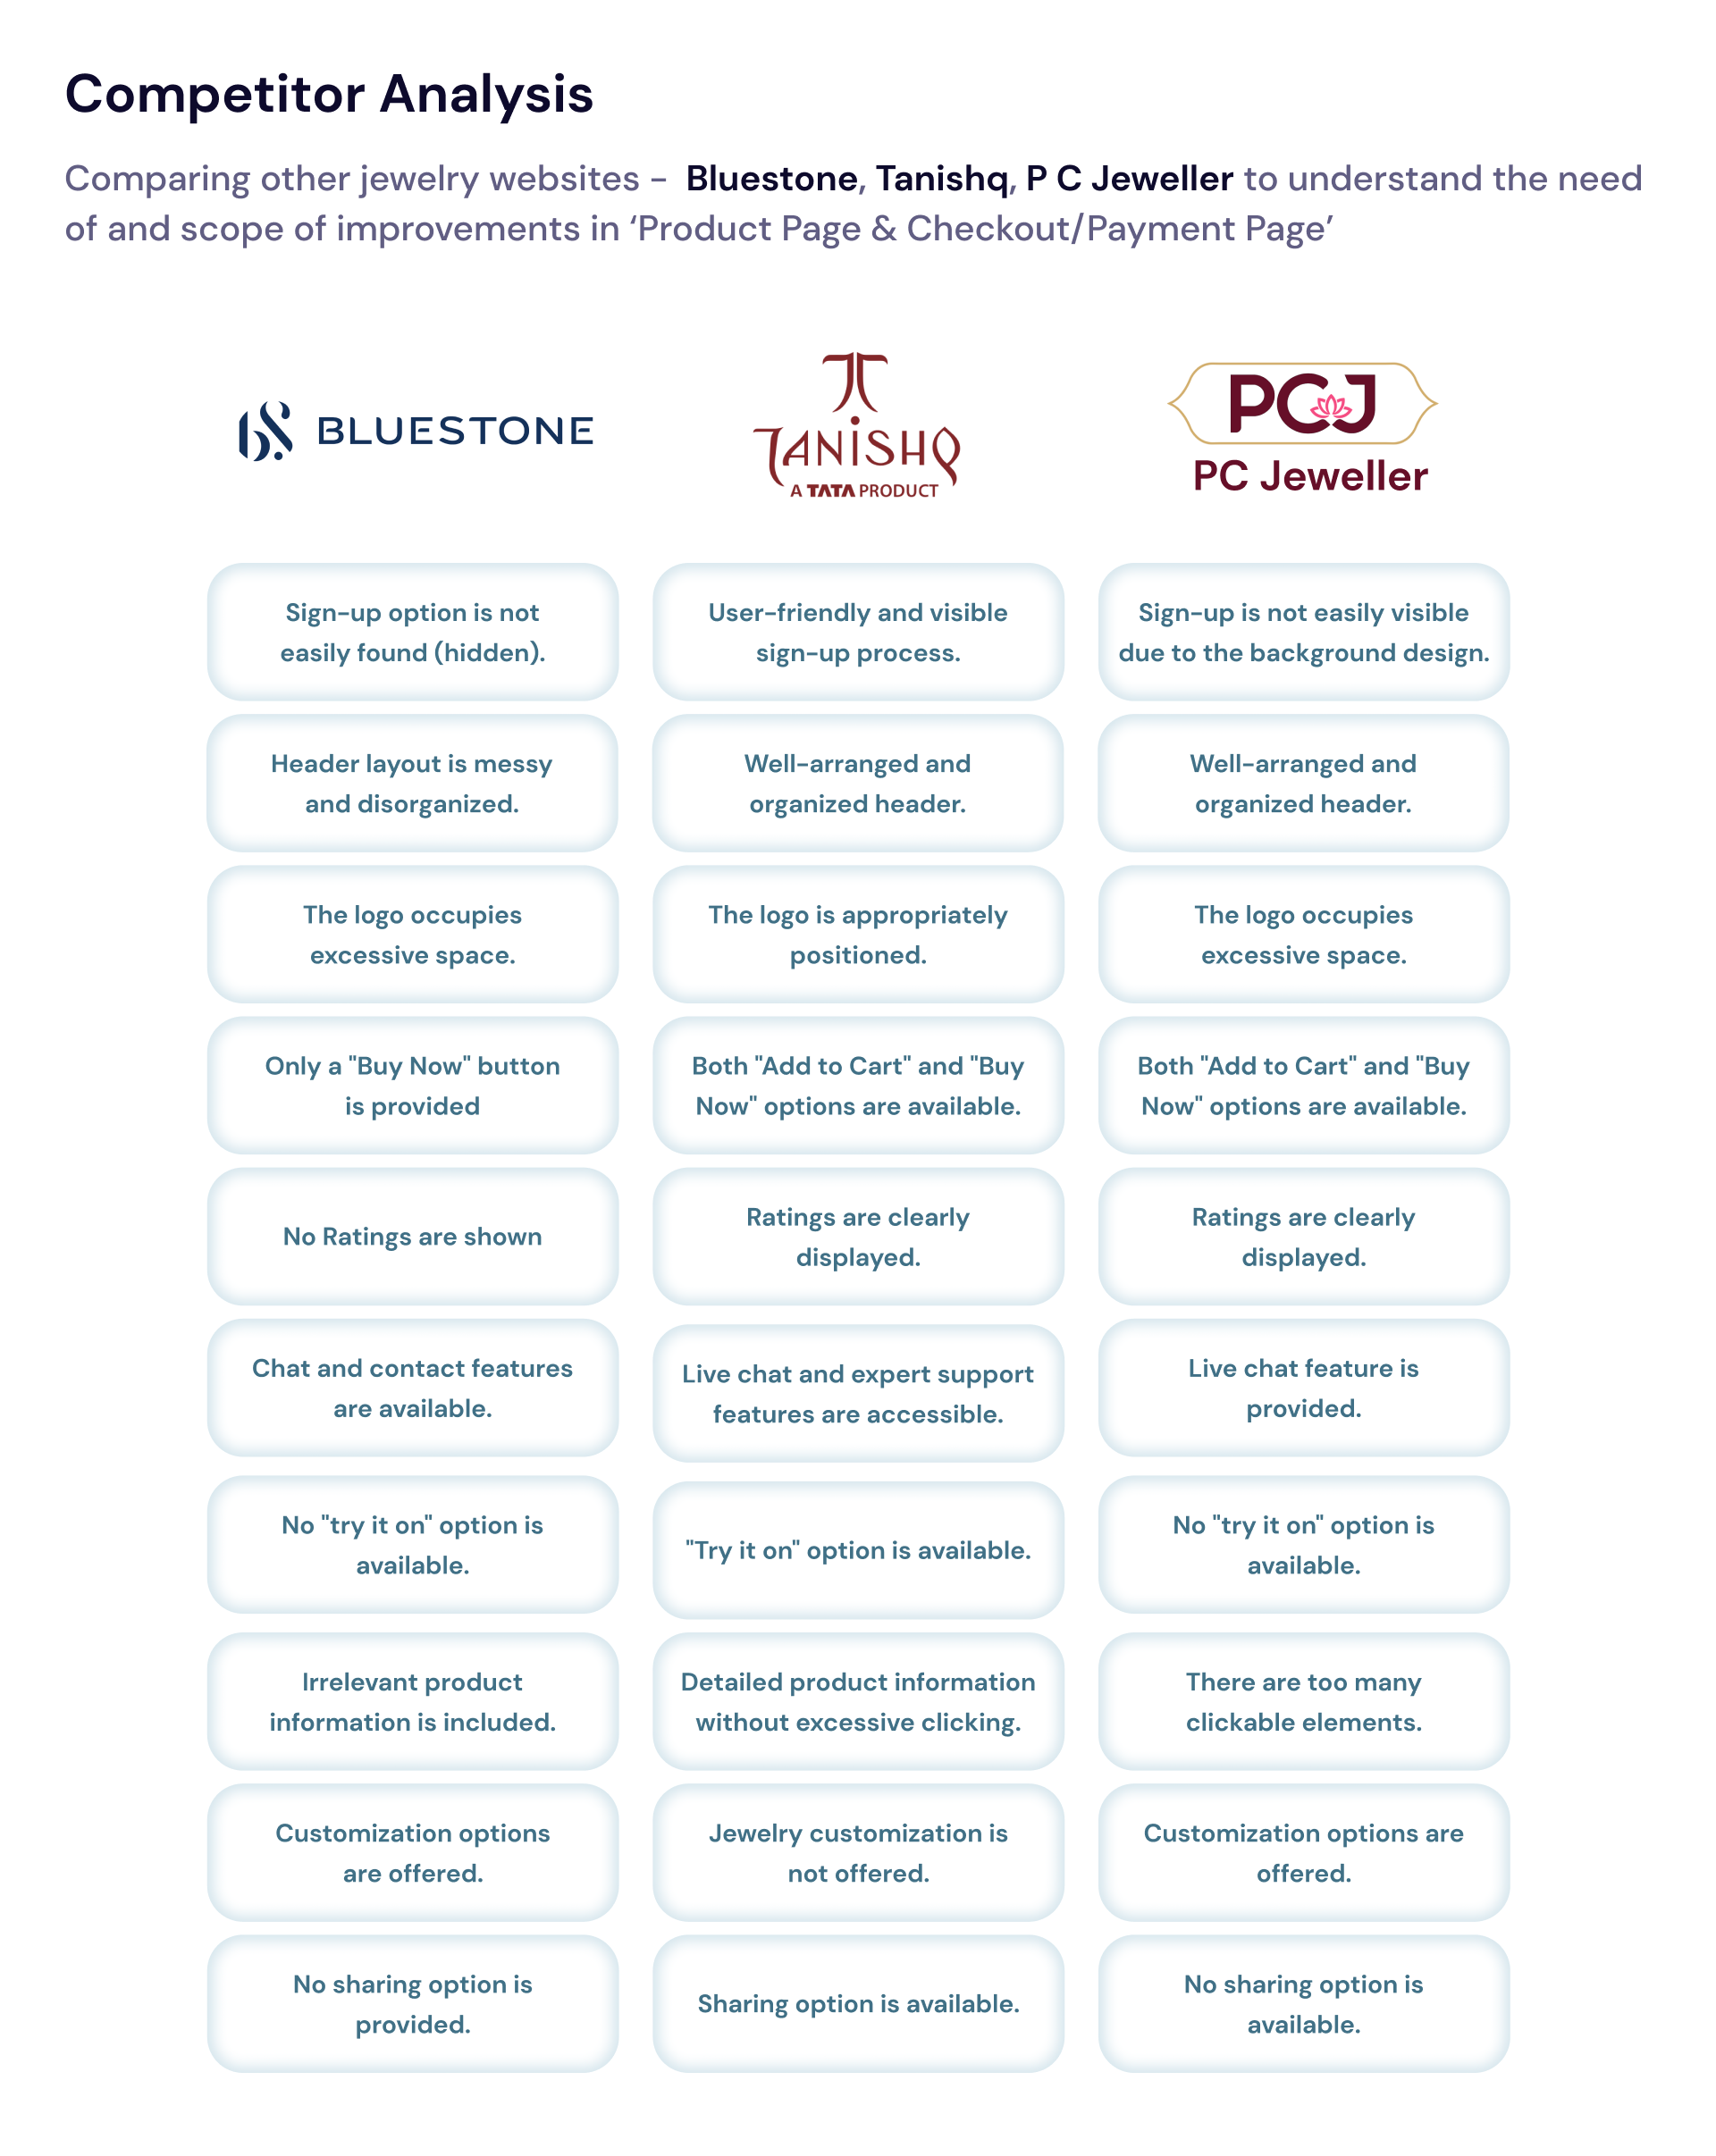 Competitor Analysis
Comparing other jewelry websites - Bluestone, Tanishq, P C Jeweller to understand the need
of and scope of improvements in ‘Product Page & Checkout/Payment Page’
BLUESTONE
TANISHQ
A TATA PRODUCT
PCJ
PC Jeweller
Sign-up option is not
easily found (hidden).
User-friendly and visible
sign-up process.
Sign-up is not easily visible
due to the background design.
Header layout is messy
and disorganized.
Well-arranged and
organized header.
Well-arranged and
organized header.
The logo occupies
excessive space.
The logo is appropriately
positioned.
The logo occupies
excessive space.
Only a "Buy Now" button
is provided
Both "Add to Cart" and "Buy
Now" options are available.
Both "Add to Cart" and "Buy
Now" options are available.
No Ratings are shown
Ratings are clearly
displayed.
Ratings are clearly
displayed.
Chat and contact features
are available.
Live chat and expert support
features are accessible.
Live chat feature is
provided.
No "try it on" option is
available.
"Try it on" option is available.
No "try it on" option is
available.
Irrelevant product
information is included.
Detailed product information
without excessive clicking.
There are too many
clickable elements.
Customization options
are offered.
Jewelry customization is
not offered.
Customization options are
offered.
No sharing option is
provided.
Sharing option is available.
No sharing option is
available.